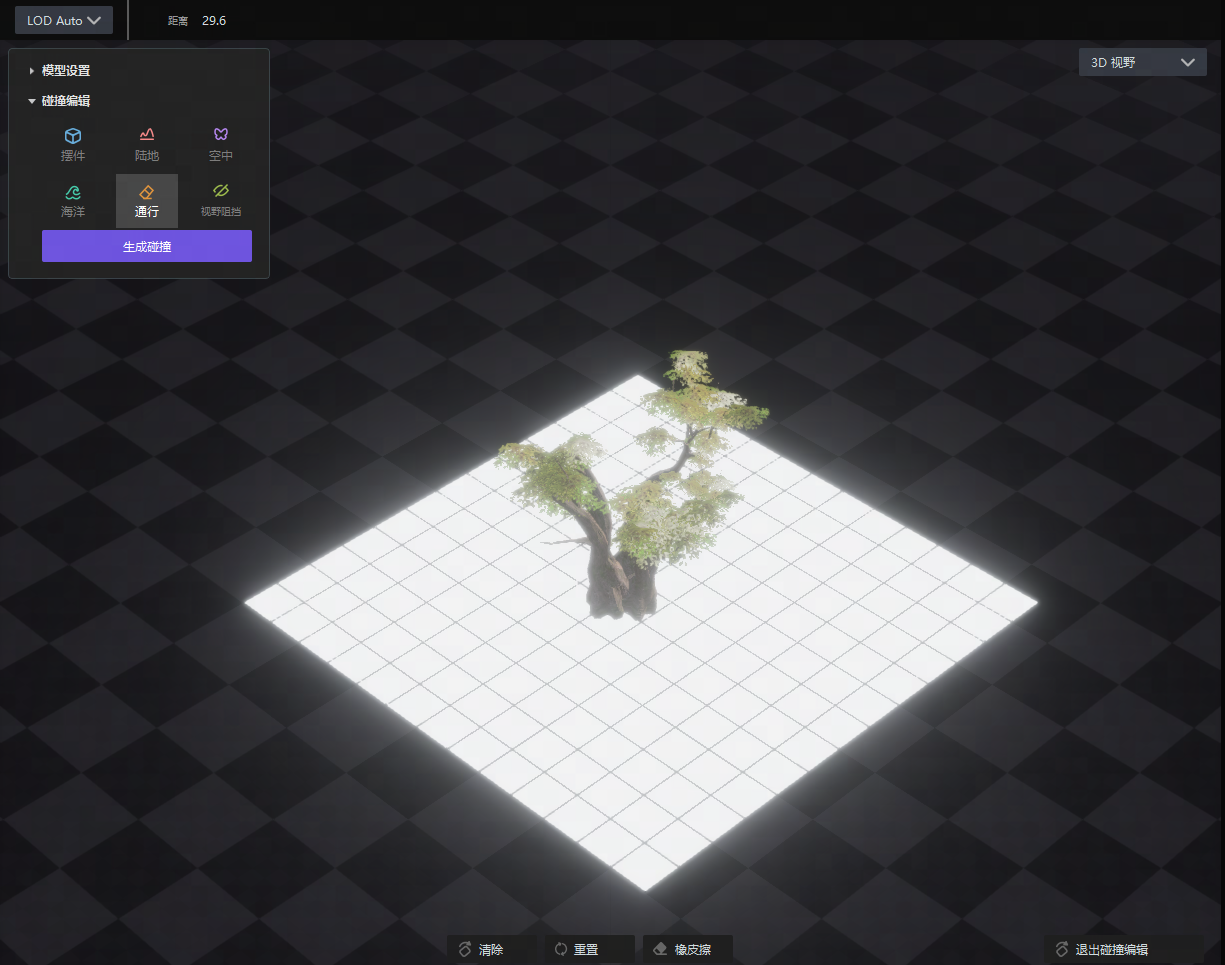 LOD Auto
距离 29.6
3D 视野
模型设置
碰撞编辑
摆件 陆地 空中
海洋 通行 视野阻挡
生成碰撞
清除 重置 橡皮擦 退出碰撞编辑